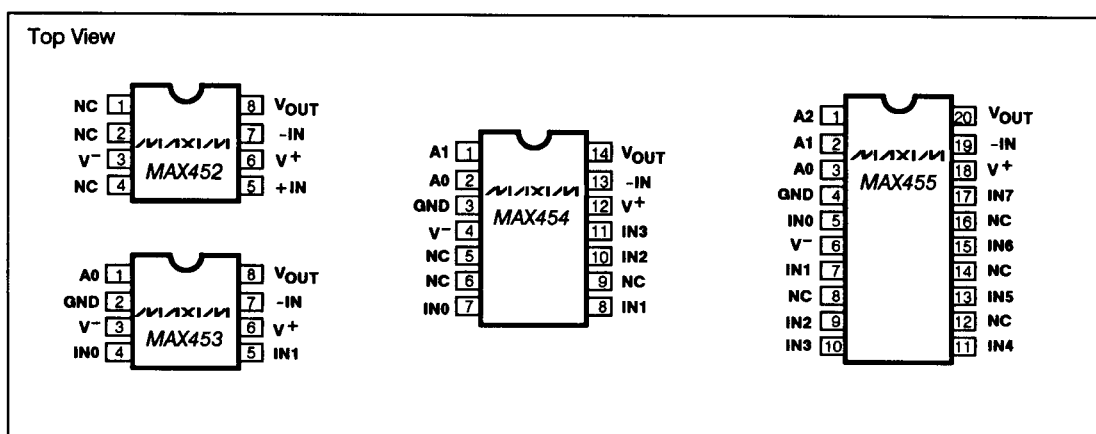 Top View
NC 1 8 VOUT
NC 2 7 -IN
V- 3 6 V+
NC 4 5 +IN
MAXIM
MAX452
A0 1 8 VOUT
GND 2 7 -IN
V- 3 6 V+
IN0 4 5 IN1
MAXIM
MAX453
A1 1 14 VOUT
A0 2 13 -IN
GND 3 12 V+
V- 4 11 IN3
NC 5 10 IN2
NC 6 9 NC
IN0 7 8 IN1
MAXIM
MAX454
A2 1 20 VOUT
A1 2 19 -IN
A0 3 18 V+
GND 4 17 IN7
IN0 5 16 NC
V- 6 15 IN6
IN1 7 14 NC
NC 8 13 IN5
IN2 9 12 NC
IN3 10 11 IN4
MAXIM
MAX455